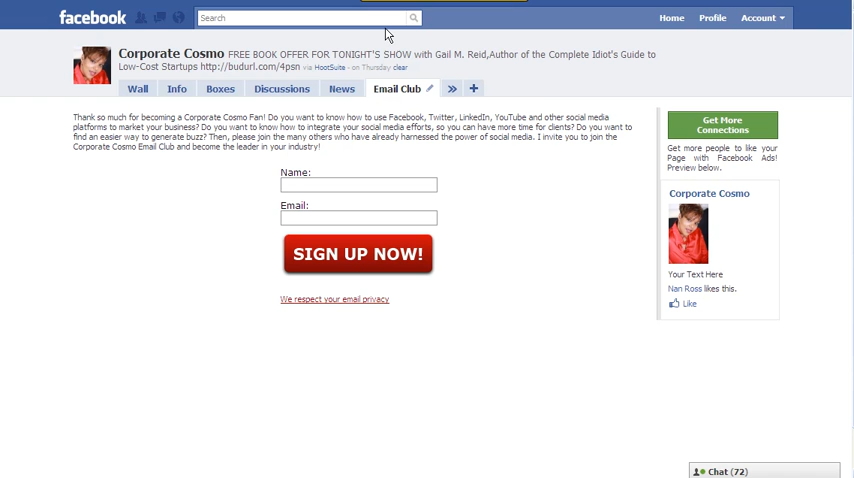 facebook
Search
Home Profile Account
Corporate Cosmo FREE BOOK OFFER FOR TONIGHT'S SHOW with Gail M. Reid,Author of the Complete Idiot's Guide to
Low-Cost Startups http://budurl.com/4psn via HootSuite - on Thursday clear
Wall Info Boxes Discussions News Email Club » +
Thank so much for becoming a Corporate Cosmo Fan! Do you want to know how to use Facebook, Twitter, LinkedIn, YouTube and other social media
platforms to market your business? Do you want to know how to integrate your social media efforts, so you can have more time for clients? Do you want to
find an easier way to generate buzz? Then, please join the many others who have already harnessed the power of social media. I invite you to join the
Corporate Cosmo Email Club and become the leader in your industry!
Name:
Email:
SIGN UP NOW!
We respect your email privacy
Get More
Connections
Get more people to like your
Page with Facebook Ads!
Preview below.
Corporate Cosmo
Your Text Here
Nan Ross likes this.
Like
Chat (72)